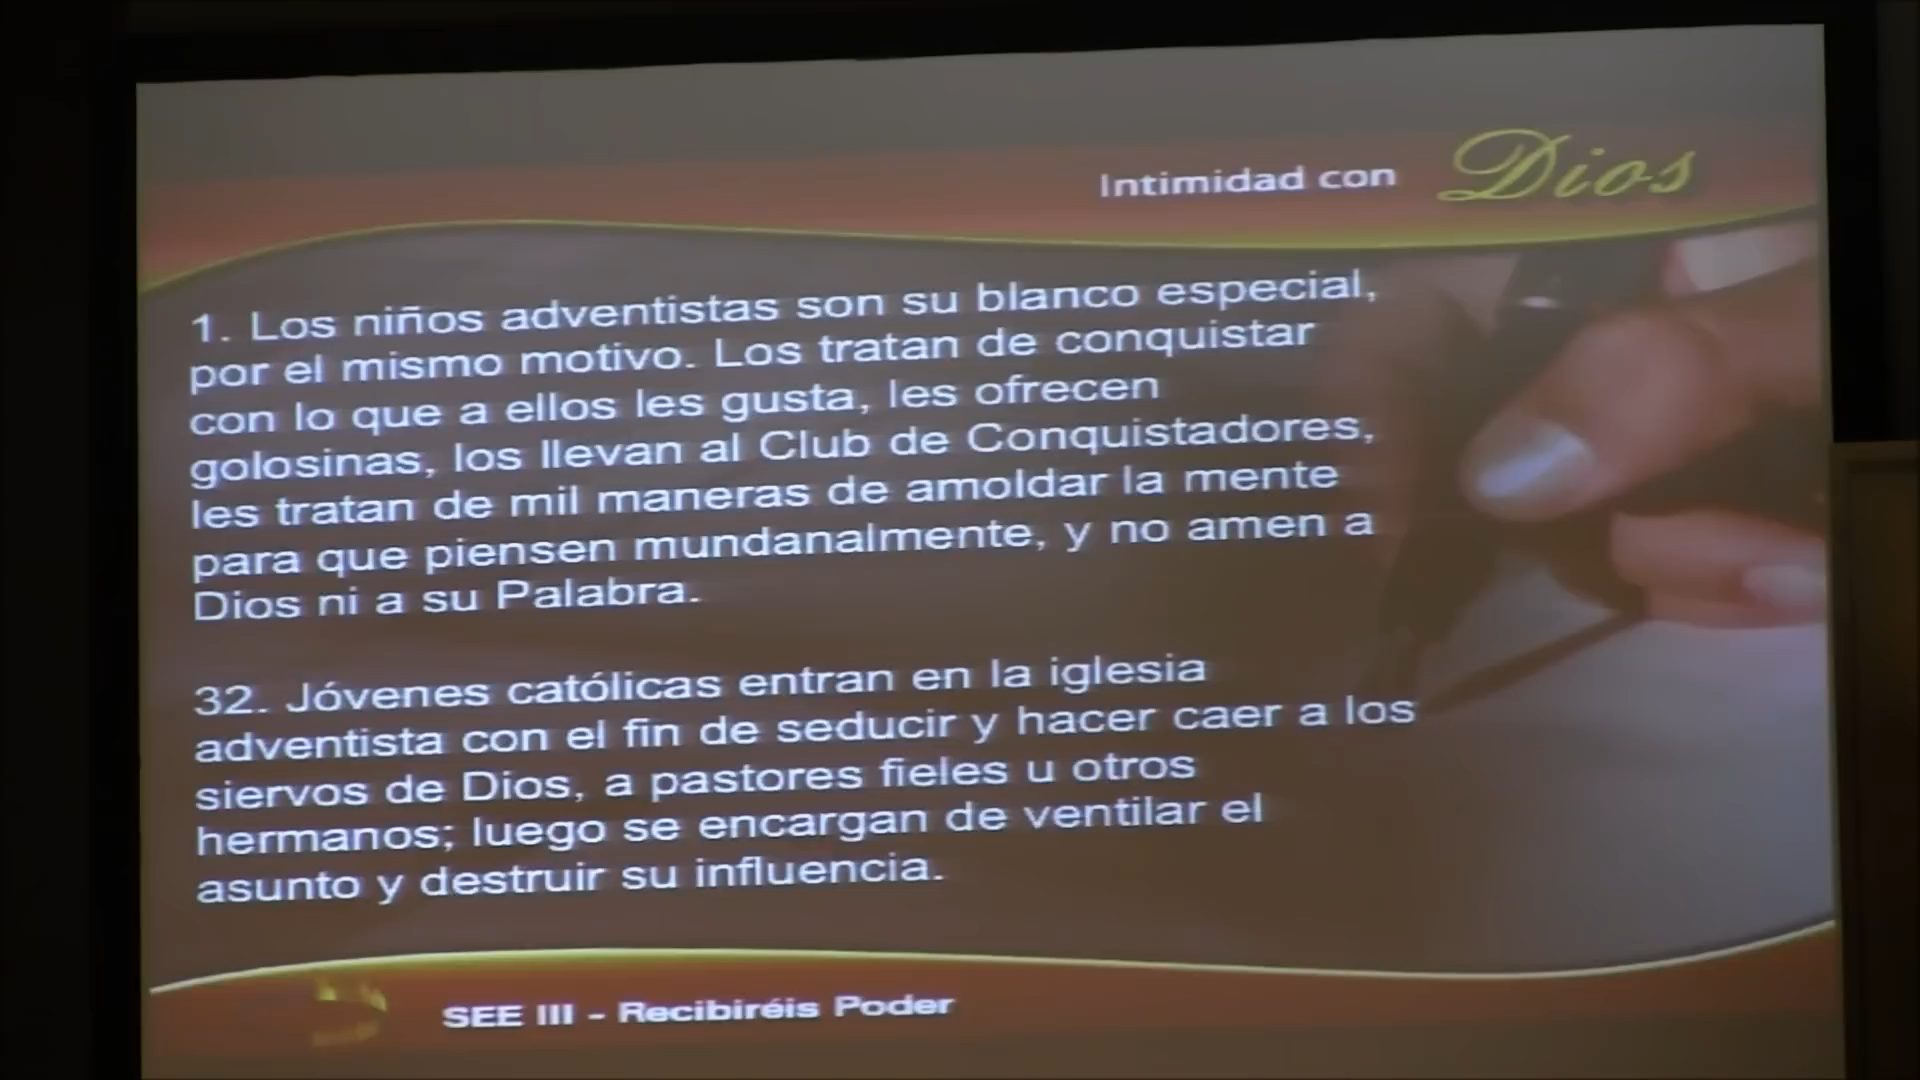 Intimidad con Dios
1. Los niños adventistas son su blanco especial,
por el mismo motivo. Los tratan de conquistar
con lo que a ellos les gusta, les ofrecen
golosinas, los llevan al Club de Conquistadores,
les tratan de mil maneras de amoldar la mente
para que piensen mundanalmente, y no amen a
Dios ni a su Palabra.
32. Jóvenes católicas entran en la iglesia
adventista con el fin de seducir y hacer caer a los
siervos de Dios, a pastores fieles u otros
hermanos; luego se encargan de ventilar el
asunto y destruir su influencia.
SEE III - Recibiréis Poder